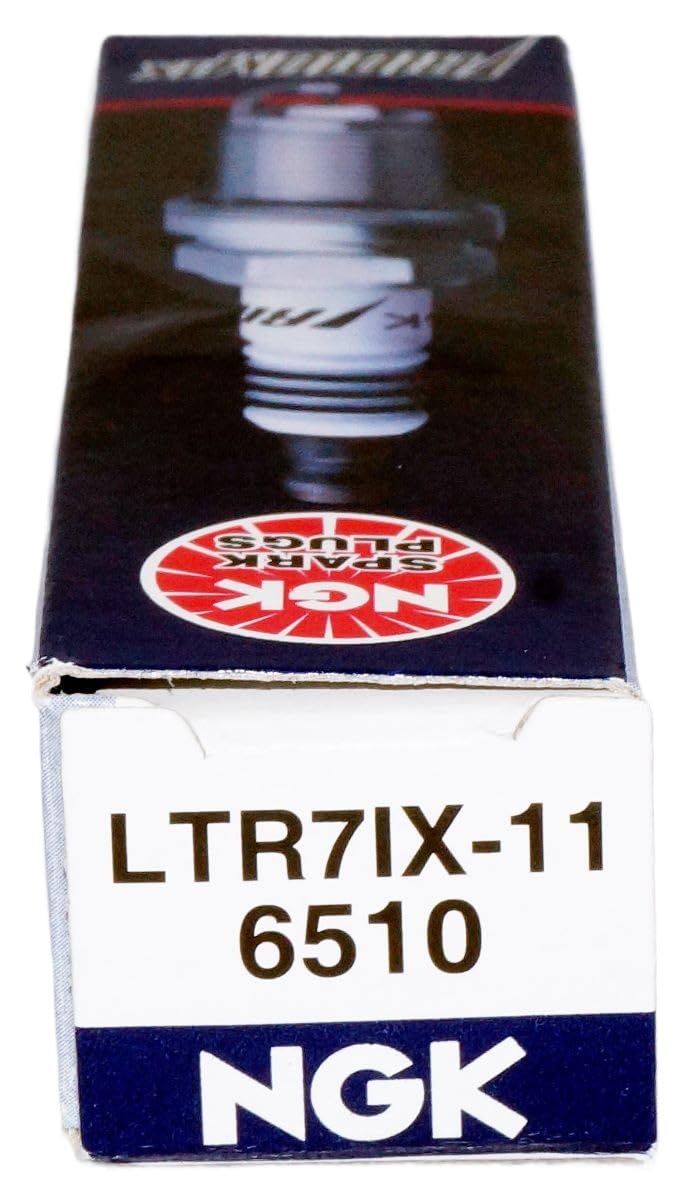 NGK
SPARK
PLUGS
LTR7IX-11
6510
NGK